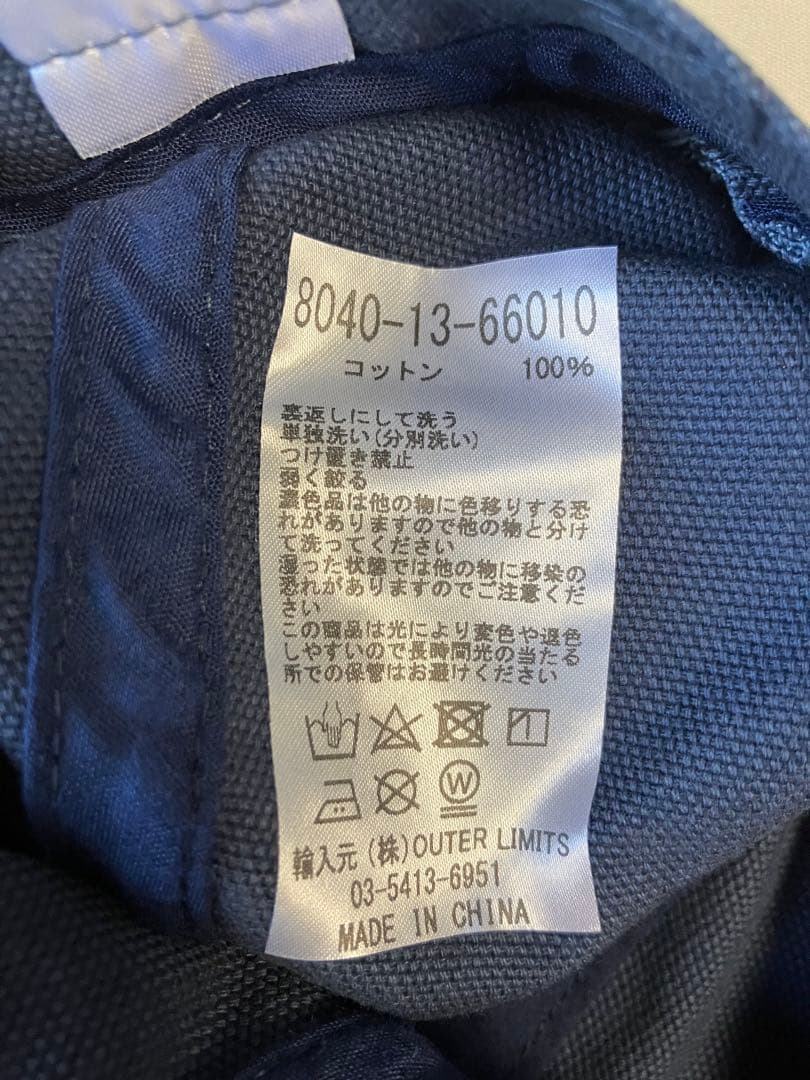 8040-13-66010
コットン 100%
裏返しにして洗う
単独洗い(分別洗い)
つけ置き禁止
弱く絞る
濃色品は他の物に色移りする恐
れがありますので他の物と分け
て洗ってください
湿った状態では他の物に移染の
恐れがありますのでご注意くだ
さい
この商品は光により変色や退色
しやすいので長時間光の当たる
所での保管はお避けください
W
輸入元 (株)OUTER LIMITS
03-5413-6951
MADE IN CHINA